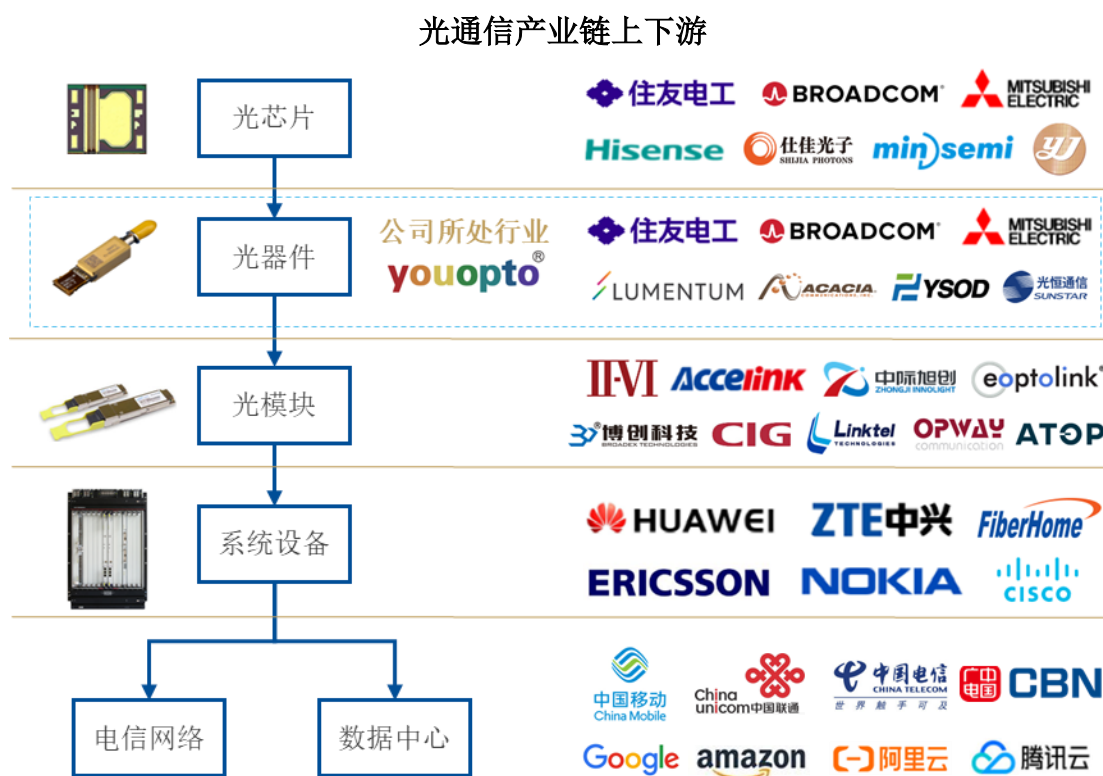 光通信产业链上下游
光芯片
住友电工 BROADCOM® MITSUBISHI ELECTRIC
Hisense 仕佳光子 SHIJIA PHOTONS mindsemi
光器件
公司所处行业
youopto®
住友电工 BROADCOM® MITSUBISHI ELECTRIC
LUMENTUM ACACIA COMMUNICATIONS, INC. YSOD 光恒通信 SUNSTAR
光模块
II-VI Accelink 中际旭创 ZHONGJI INNOLIGHT eoptolink®
®博创科技 BROADEX TECHNOLOGIES CIG Linktel TECHNOLOGIES OPWAY communication ATOP
系统设备
HUAWEI ZTE中兴 FiberHome
ERICSSON NOKIA CISCO
电信网络
数据中心
中国移动 China Mobile China unicom中国联通 中国电信 CHINA TELECOM 世界触手可及 中国广电 CBN
Google amazon 阿里云 腾讯云